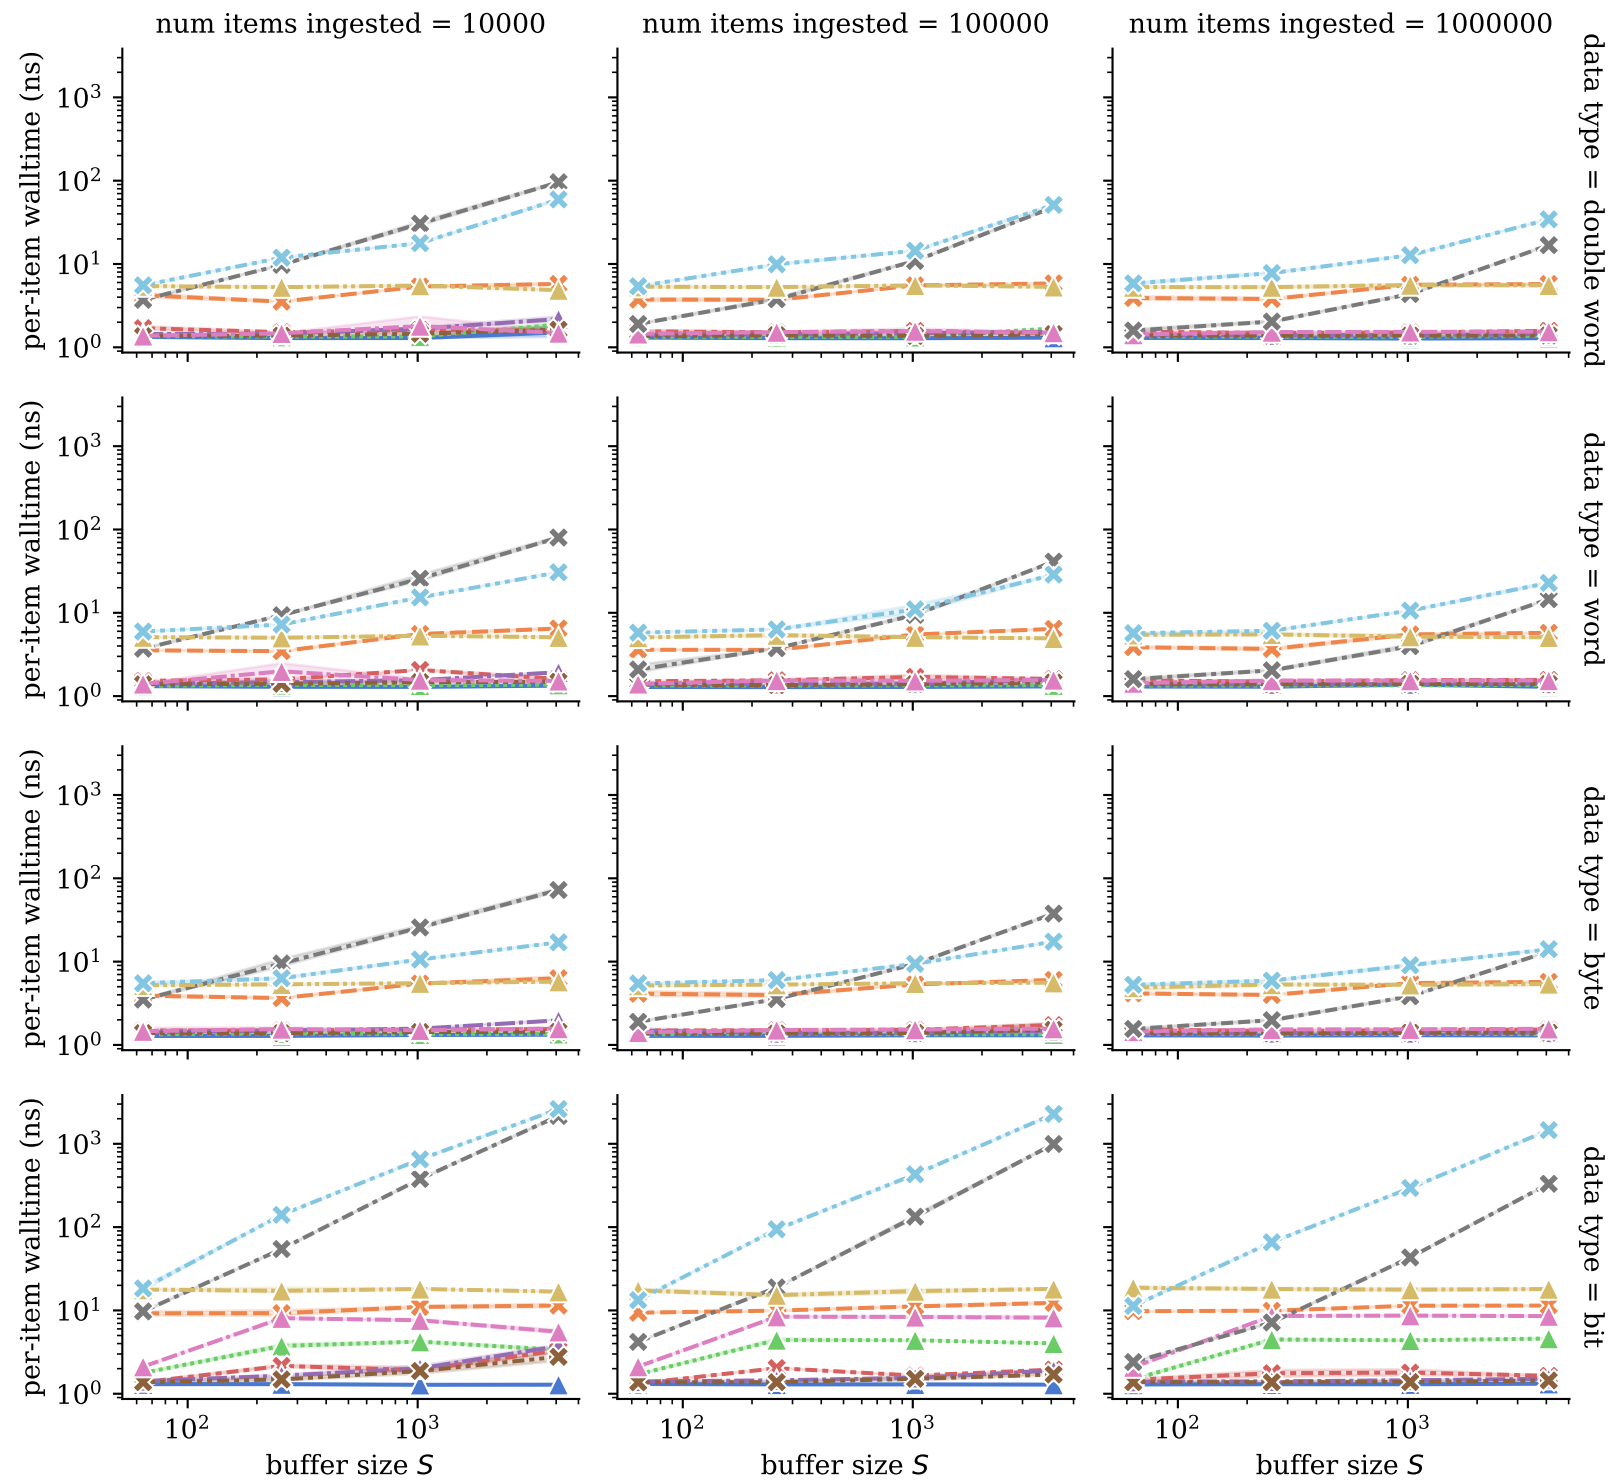 num items ingested = 10000
num items ingested = 100000
num items ingested = 1000000
per-item walltime (ns)
10³
10²
10¹
10⁰
data type = double word
per-item walltime (ns)
10³
10²
10¹
10⁰
data type = word
per-item walltime (ns)
10³
10²
10¹
10⁰
data type = byte
per-item walltime (ns)
10³
10²
10¹
10⁰
data type = bit
10² 10³
10² 10³
10² 10³
buffer size S
buffer size S
buffer size S